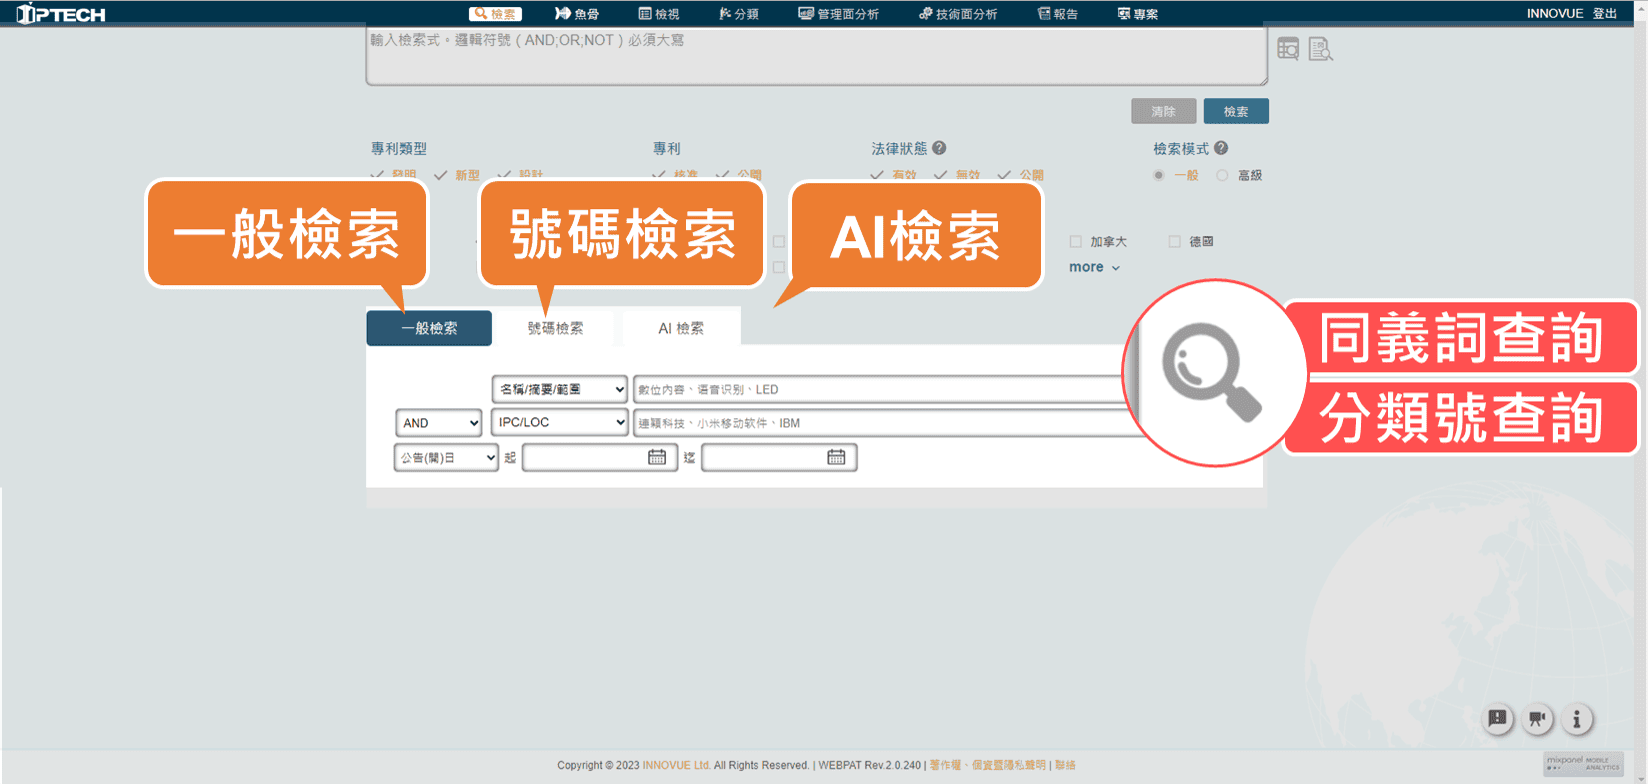 IPTECH
檢索 魚骨 檢視 分類 管理面分析 技術面分析 報告 專案 INNOVUE 登出
輸入檢索式。邏輯符號（AND;OR;NOT）必須大寫
清除 檢索
專利類型 專利 法律狀態 檢索模式
發明 新型 設計 核准 公開 有效 無效 公開 一般 高級
一般檢索 號碼檢索 AI檢索
加拿大 德國
more
一般檢索 號碼檢索 AI 檢索
同義詞查詢
分類號查詢
名稱/摘要/範圍 數位內容、语音识别、LED
AND IPC/LOC 連穎科技、小米移动软件、IBM
公告(開)日 起 迄
Copyright © 2023 INNOVUE Ltd. All Rights Reserved. | WEBPAT Rev.2.0.240 | 著作權、個資暨隱私聲明 | 聯絡
mixpanel MOBILE ANALYTICS